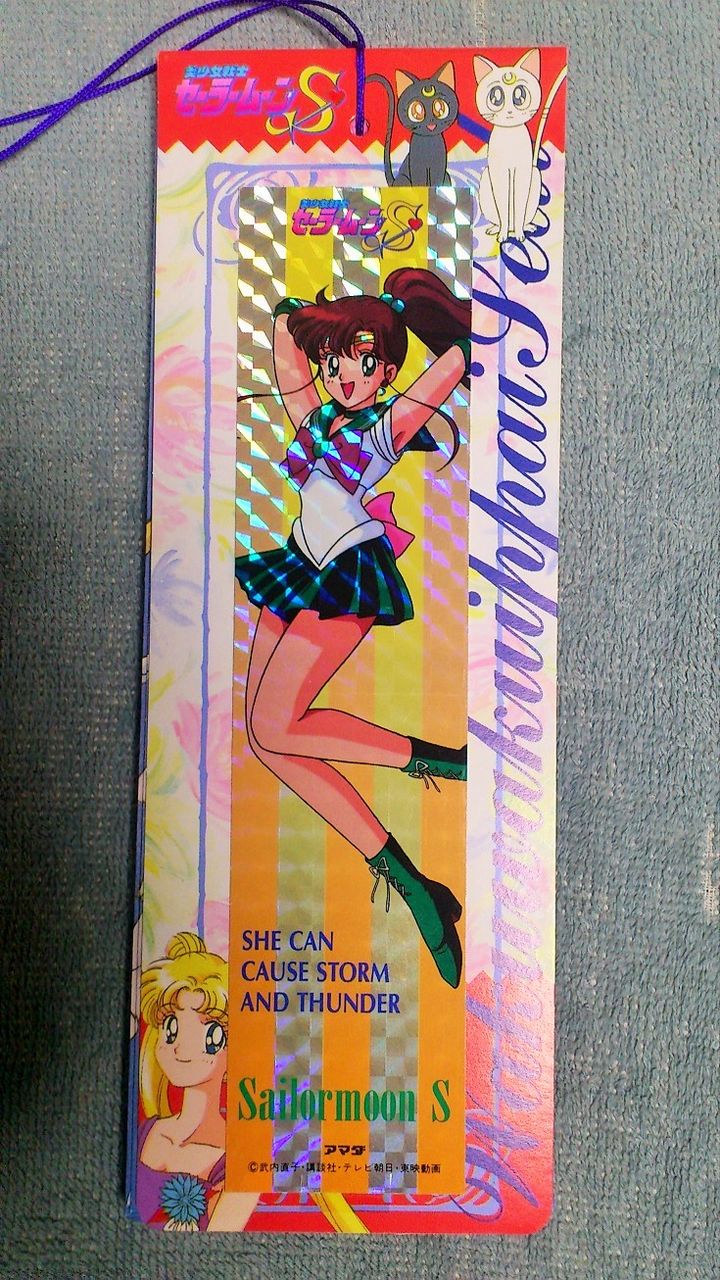 美少女戦士
セーラームーンS
美少女戦士
セーラームーンS
Wakuwakuippai Seal
SHE CAN
CAUSE STORM
AND THUNDER
Sailormoon S
アマダ
©武内直子・講談社・テレビ朝日・東映動画